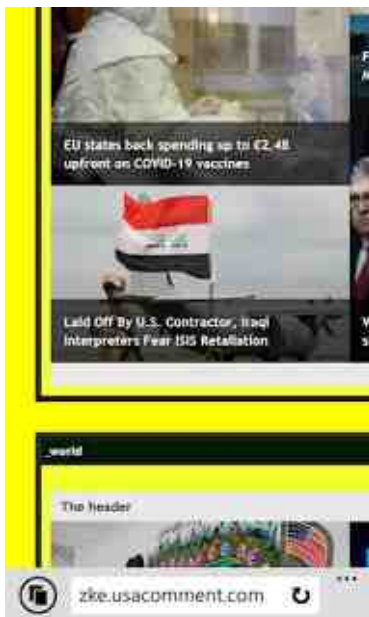 EU states back spending up to €2.4B
upfront on COVID-19 vaccines
Laid Off By U.S. Contractor, Iraqi
Interpreters Fear ISIS Retaliation
_world
The header
zke.usacomment.com